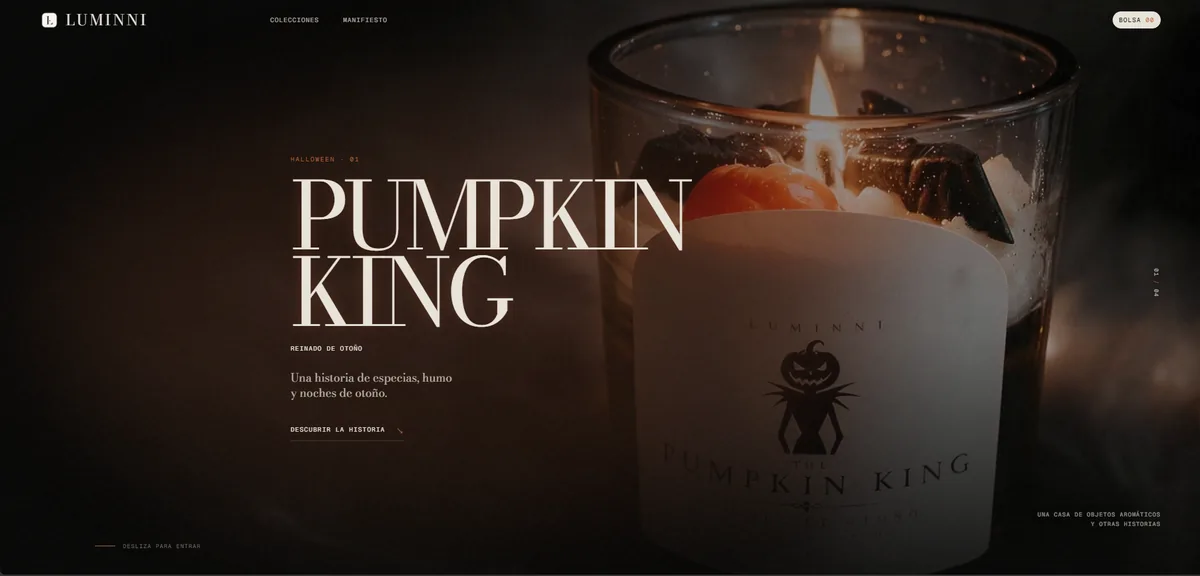 L LUMINNI
COLECCIONES
MANIFIESTO
BOLSA 00
HALLOWEEN · 01
PUMPKIN
KING
REINADO DE OTOÑO
Una historia de especias, humo
y noches de otoño.
DESCUBRIR LA HISTORIA
LUMINNI
THE
PUMPKIN KING
01 / 04
UNA CASA DE OBJETOS AROMÁTICOS
Y OTRAS HISTORIAS
DESLIZA PARA ENTRAR